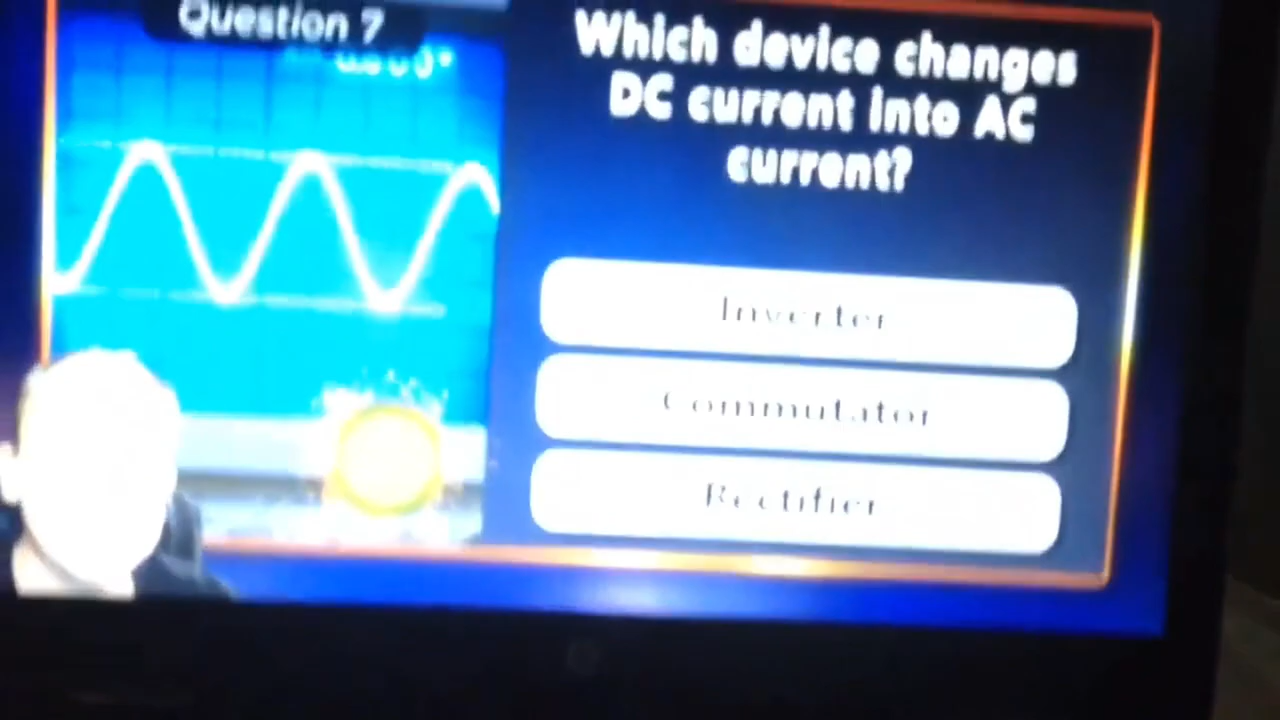 Question 7
Which device changes
DC current into AC
current?
Inverter
Commutator
Rectifier